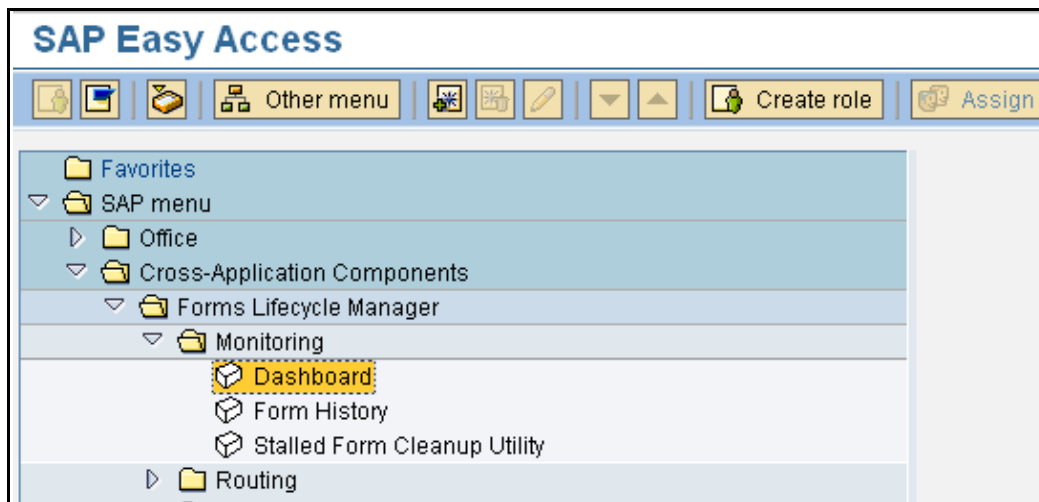 SAP Easy Access
Other menu Create role Assign
Favorites
SAP menu
Office
Cross-Application Components
Forms Lifecycle Manager
Monitoring
Dashboard
Form History
Stalled Form Cleanup Utility
Routing